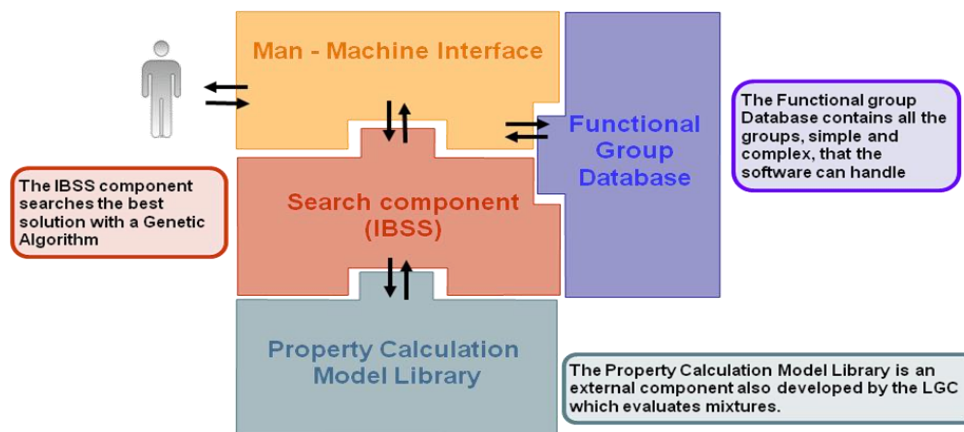 Man - Machine Interface
Functional
Group
Database
The Functional group
Database contains all the
groups, simple and
complex, that the
software can handle
The IBSS component
searches the best
solution with a Genetic
Algorithm
Search component
(IBSS)
Property Calculation
Model Library
The Property Calculation Model Library is an
external component also developed by the LGC
which evaluates mixtures.